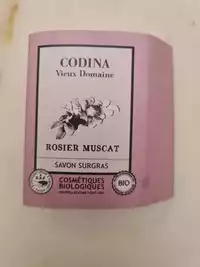 CODINA
Vieux Domaine
ROSIER MUSCAT
SAVON SURGRAS
COSMÉTIQUES
BIOLOGIQUES
BIO